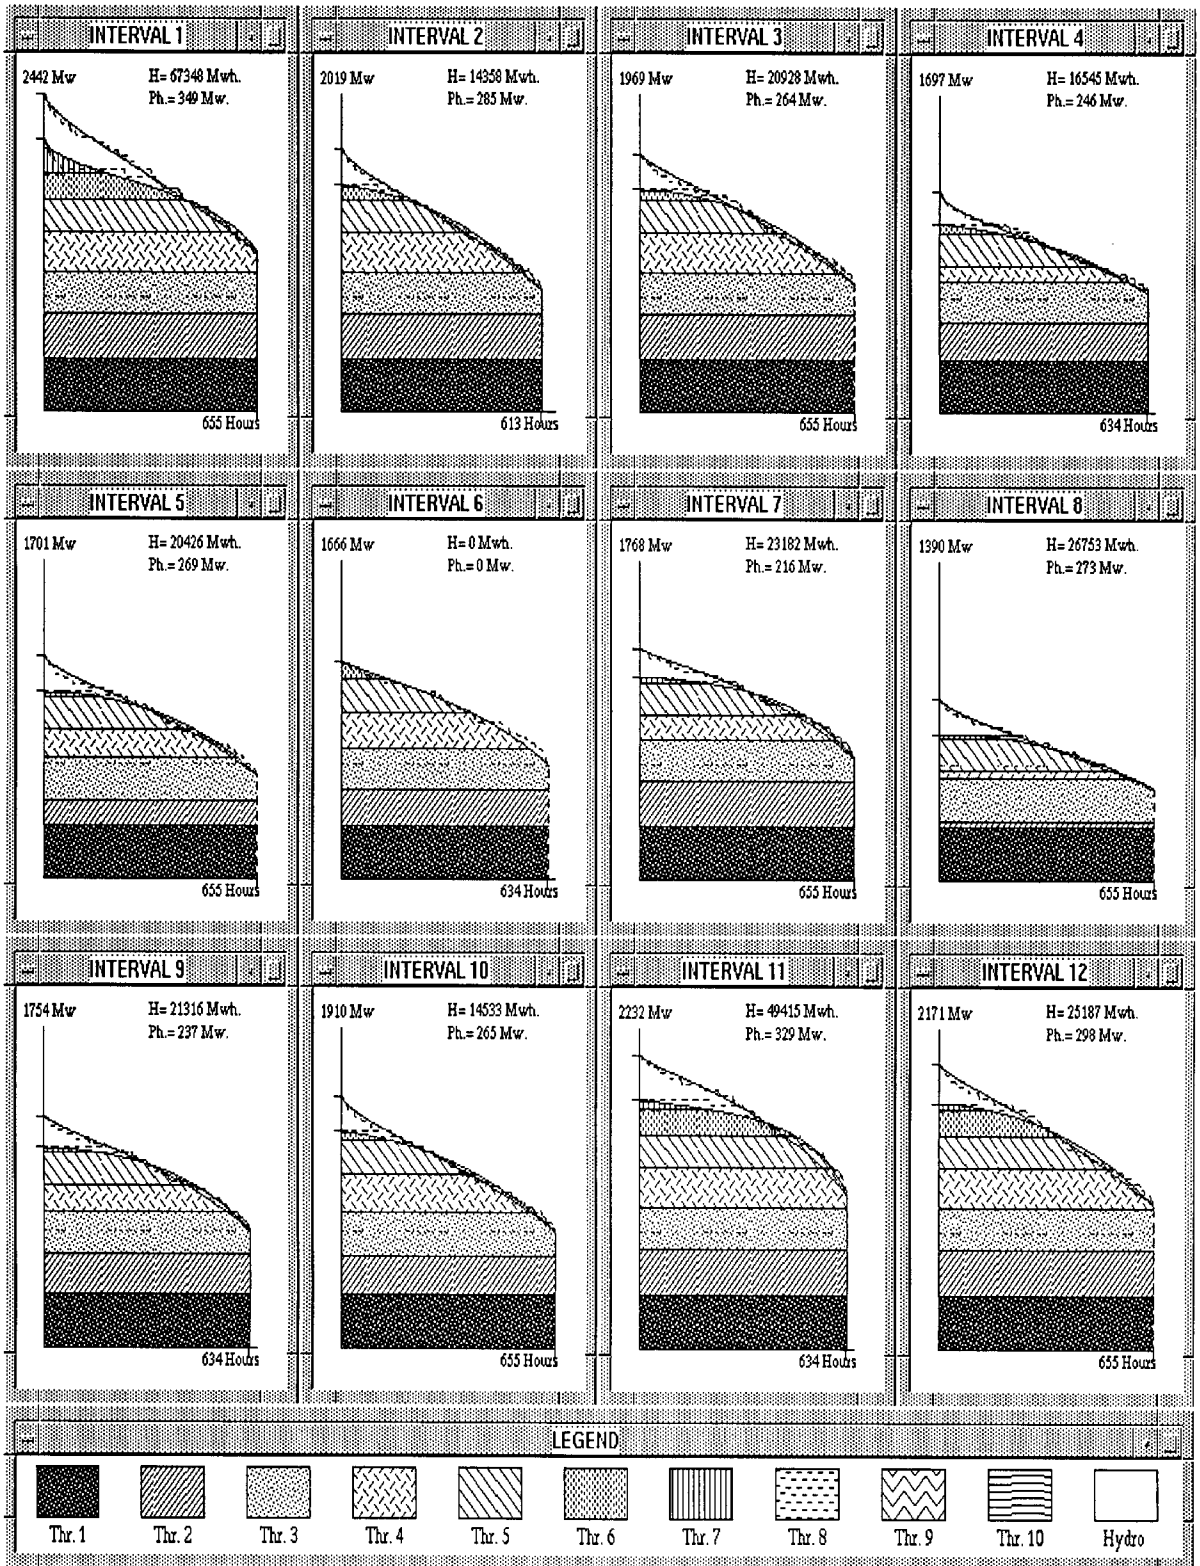 INTERVAL 1
2442 Mw
H= 67348 Mwh.
Ph.= 349 Mw.
655 Hours
INTERVAL 2
2019 Mw
H= 14358 Mwh.
Ph.= 285 Mw.
613 Hours
INTERVAL 3
1969 Mw
H= 20928 Mwh.
Ph.= 264 Mw.
655 Hours
INTERVAL 4
1697 Mw
H= 16545 Mwh.
Ph.= 246 Mw.
634 Hours
INTERVAL 5
1701 Mw
H= 20426 Mwh.
Ph.= 269 Mw.
655 Hours
INTERVAL 6
1666 Mw
H= 0 Mwh.
Ph.= 0 Mw.
634 Hours
INTERVAL 7
1768 Mw
H= 23182 Mwh.
Ph.= 216 Mw.
655 Hours
INTERVAL 8
1390 Mw
H= 26753 Mwh.
Ph.= 273 Mw.
655 Hours
INTERVAL 9
1754 Mw
H= 21316 Mwh.
Ph.= 237 Mw.
634 Hours
INTERVAL 10
1910 Mw
H= 14533 Mwh.
Ph.= 265 Mw.
655 Hours
INTERVAL 11
2232 Mw
H= 49415 Mwh.
Ph.= 329 Mw.
634 Hours
INTERVAL 12
2171 Mw
H= 25187 Mwh.
Ph.= 298 Mw.
655 Hours
LEGEND
Thr. 1
Thr. 2
Thr. 3
Thr. 4
Thr. 5
Thr. 6
Thr. 7
Thr. 8
Thr. 9
Thr. 10
Hydro